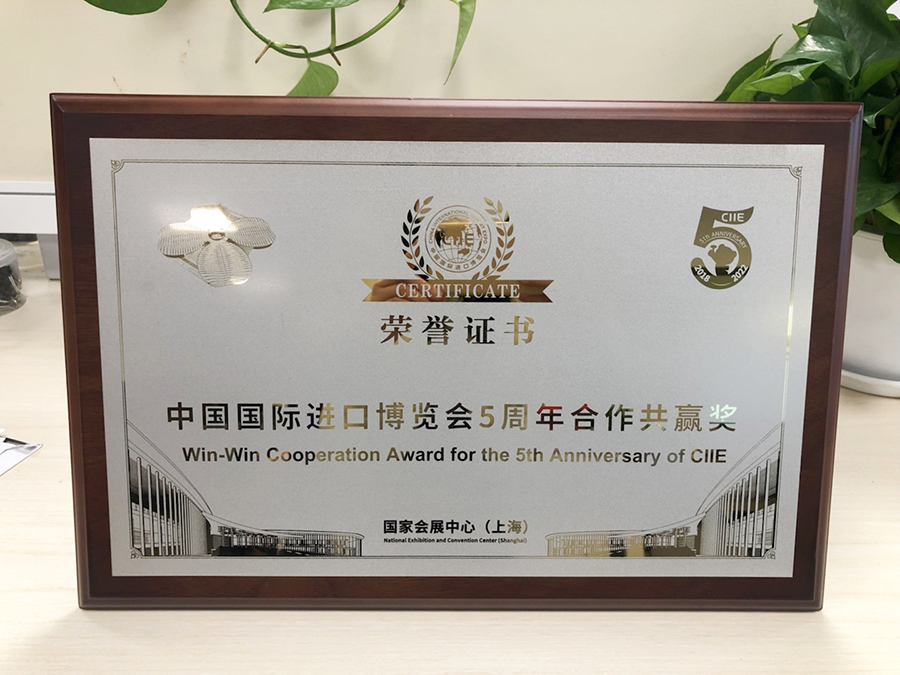 CIIE
5TH ANNIVERSARY
2018 2022
CERTIFICATE
荣誉证书
中国国际进口博览会5周年合作共赢奖
Win-Win Cooperation Award for the 5th Anniversary of CIIE
国家会展中心（上海）
National Exhibition and Convention Center (Shanghai)